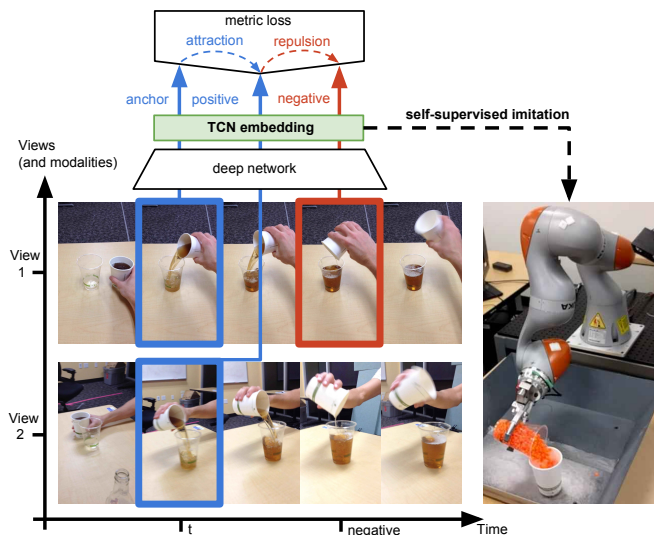 metric loss
attraction
repulsion
anchor
positive
negative
TCN embedding
self-supervised imitation
Views
(and modalities)
deep network
View
1
View
2
t
negative
Time